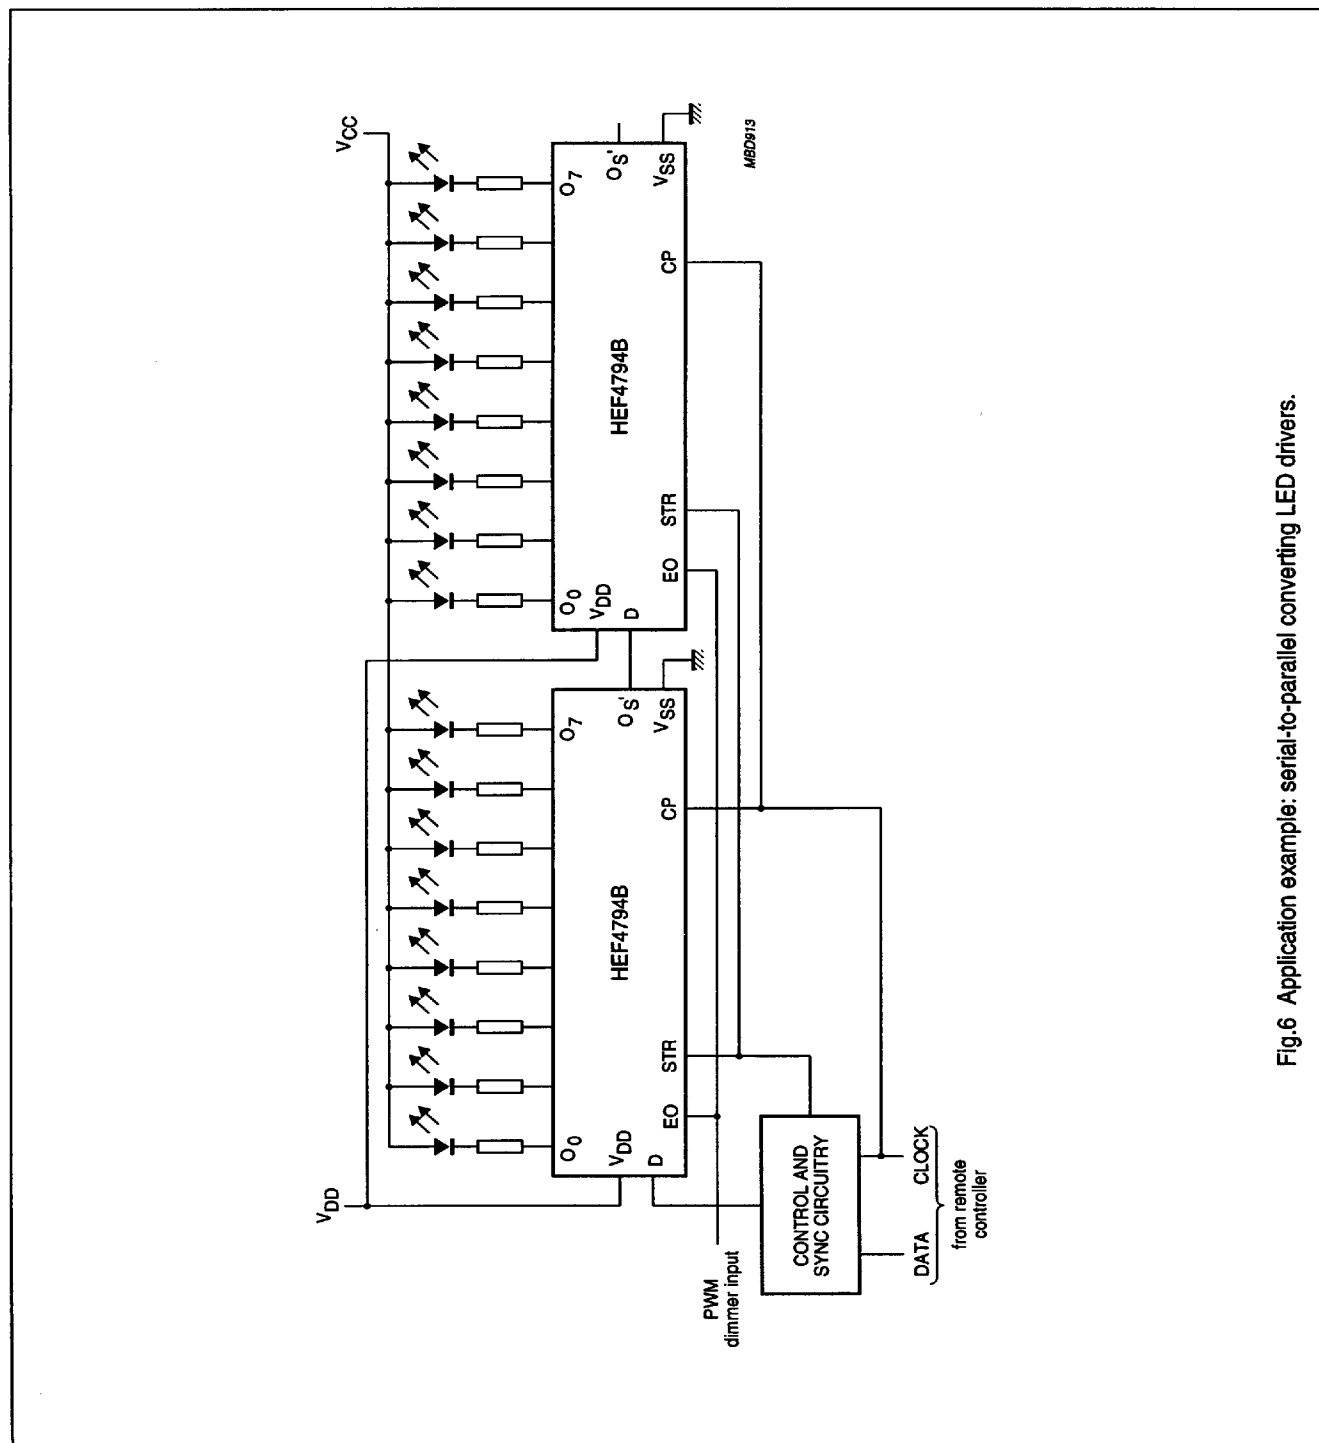 VCC
VDD
O0
O7
O0
O7
VDD
D
OS'
VDD
D
OS'
HEF4794B
HEF4794B
EO
STR
CP
VSS
EO
STR
CP
VSS
MBD913
PWM
dimmer input
CONTROL AND
SYNC CIRCUITRY
DATA
CLOCK
from remote
controller
Fig.6 Application example: serial-to-parallel converting LED drivers.